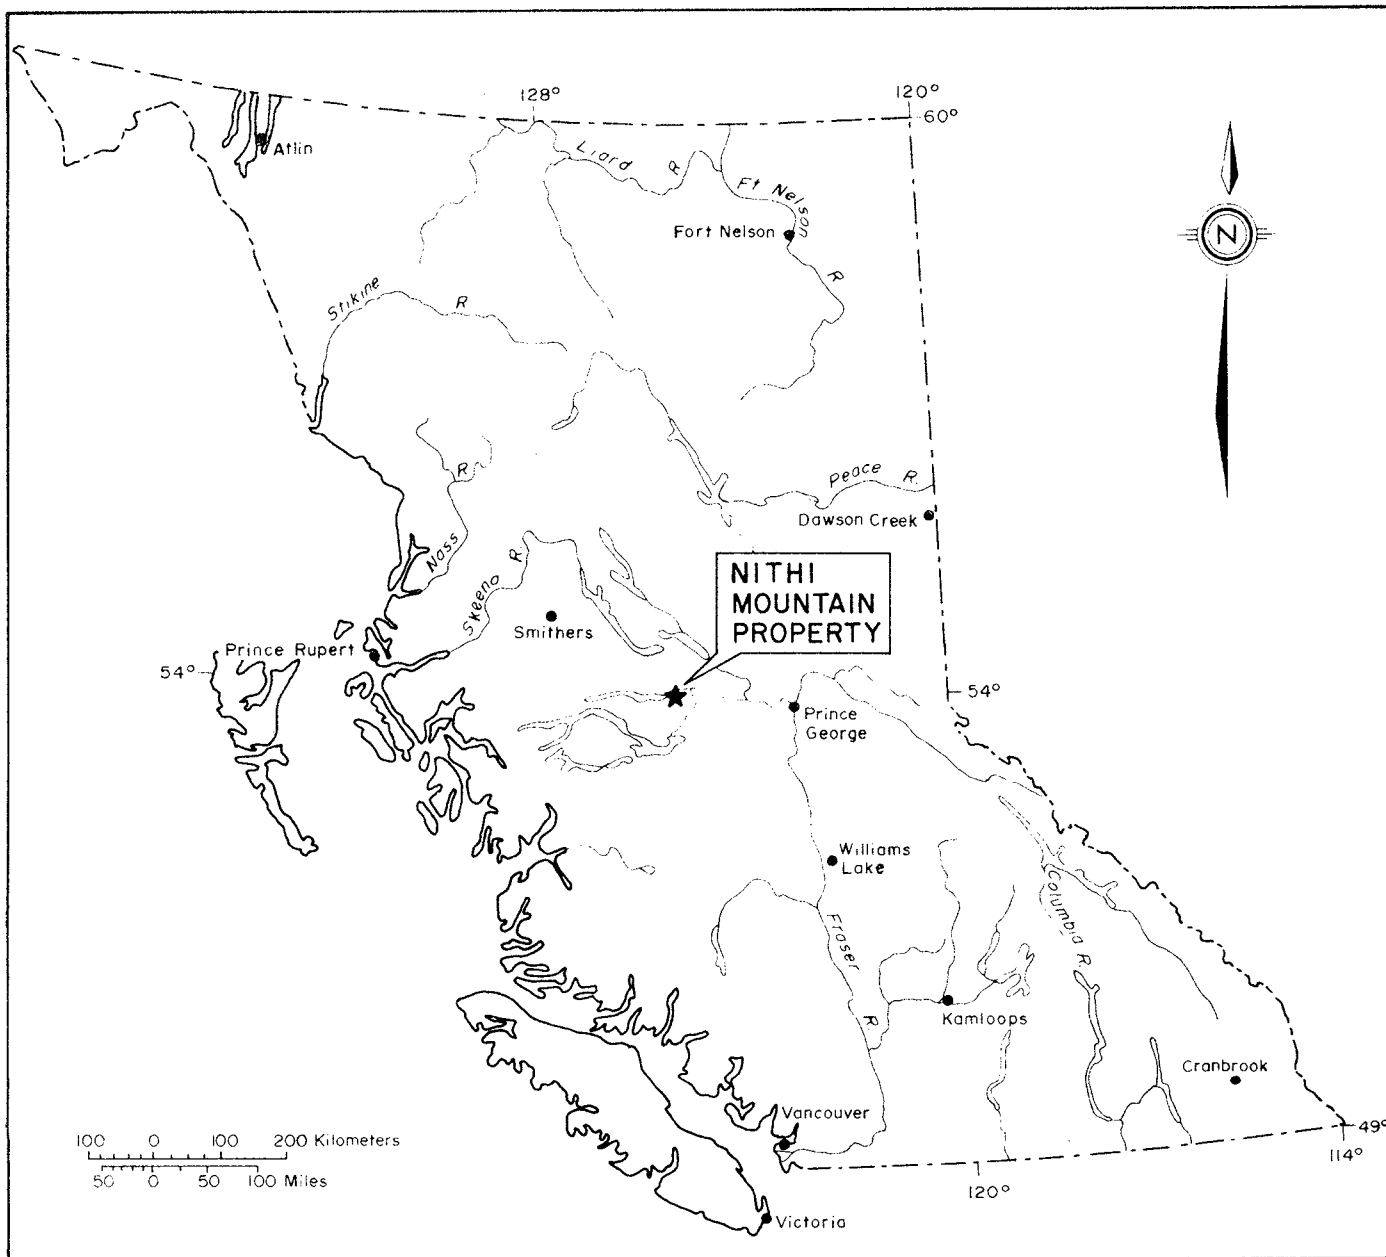 128°
120°
60°
Atlin
Liard R
Ft Nelson R
Fort Nelson
N
Stikine R
Peace R.
Dawson Creek
Nass R
Skeena R.
NITHI
MOUNTAIN
PROPERTY
Smithers
Prince Rupert
54°
54°
Prince
George
Williams
Lake
Columbia R.
Fraser R.
Kamloops
Cranbrook
Vancouver
100 0 100 200 Kilometers
50 0 50 100 Miles
49°
114°
120°
Victoria